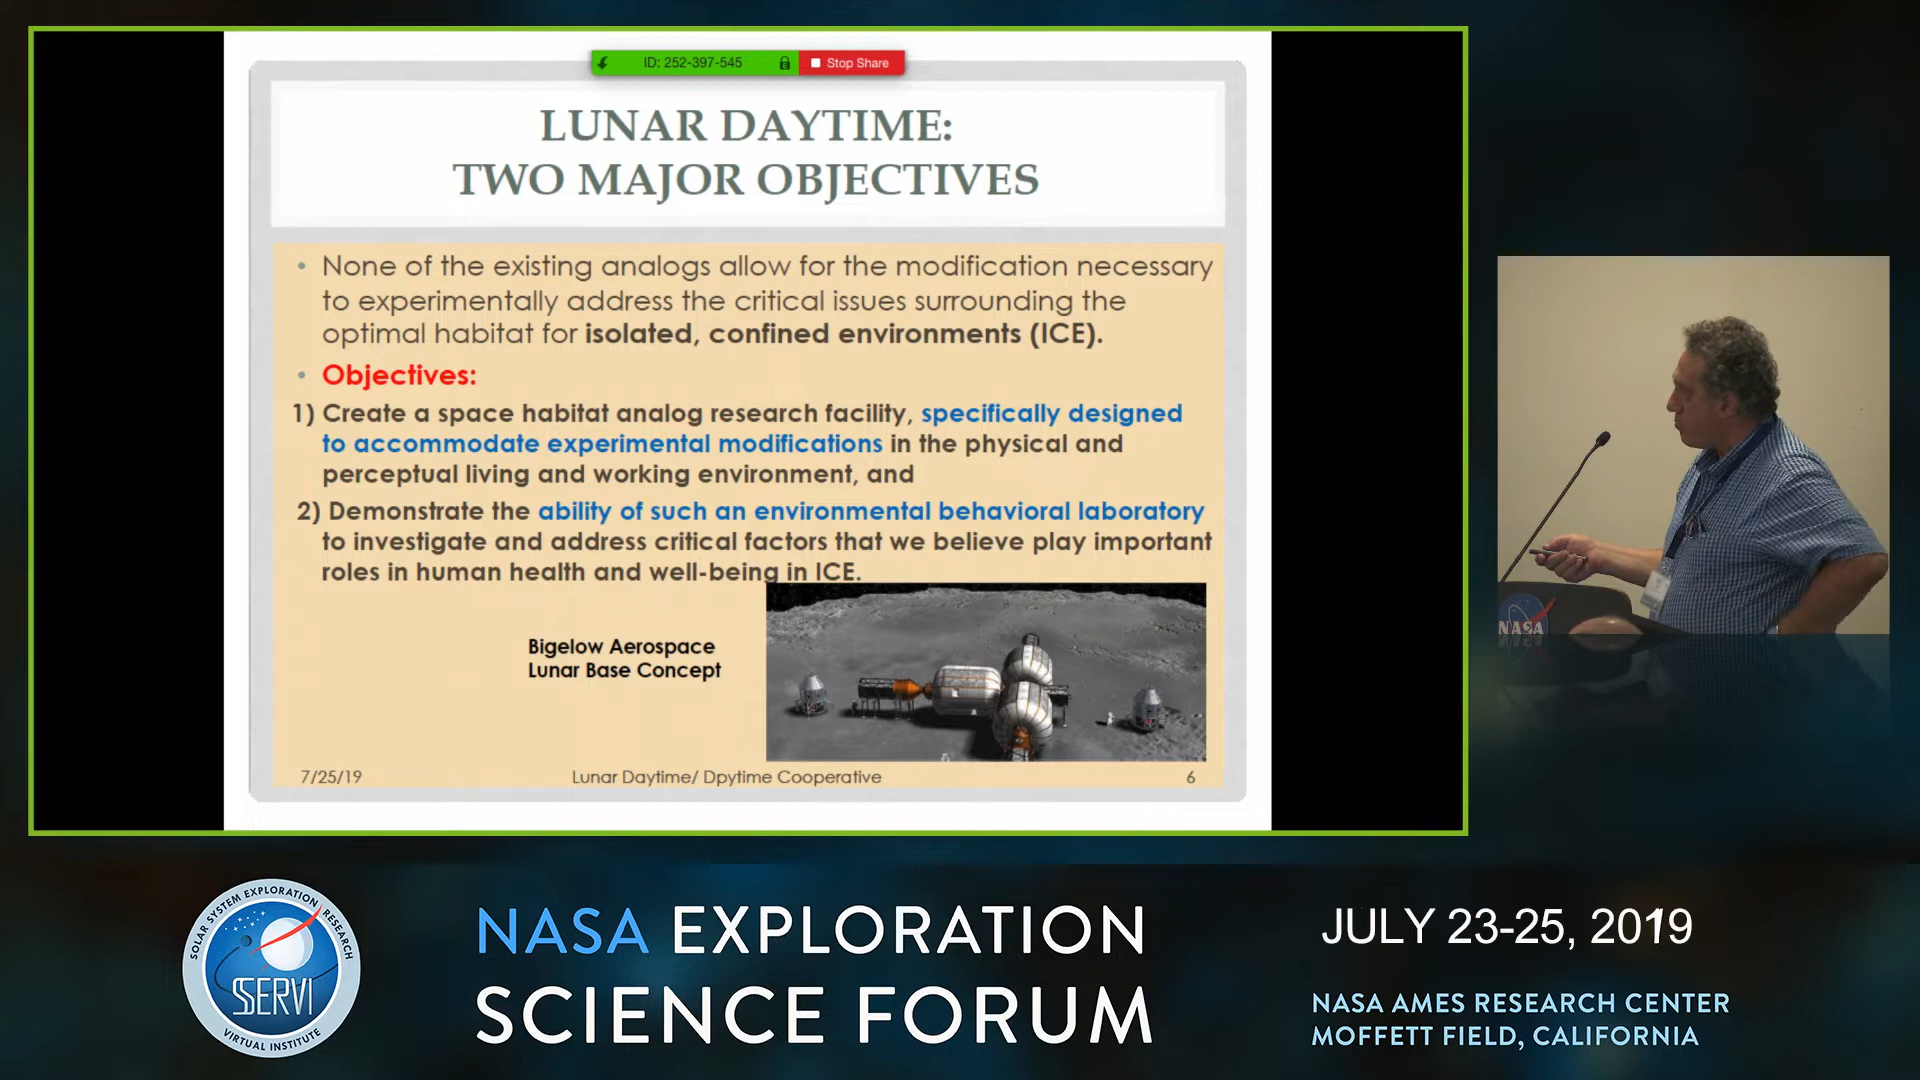 ID: 252-397-545
Stop Share
LUNAR DAYTIME:
TWO MAJOR OBJECTIVES
• None of the existing analogs allow for the modification necessary
to experimentally address the critical issues surrounding the
optimal habitat for isolated, confined environments (ICE).
• Objectives:
1) Create a space habitat analog research facility, specifically designed
to accommodate experimental modifications in the physical and
perceptual living and working environment, and
2) Demonstrate the ability of such an environmental behavioral laboratory
to investigate and address critical factors that we believe play important
roles in human health and well-being in ICE.
Bigelow Aerospace
Lunar Base Concept
7/25/19
Lunar Daytime/ Dpytime Cooperative
6
NASA
SOLAR SYSTEM EXPLORATION RESEARCH
SSERVI
VIRTUAL INSTITUTE
NASA EXPLORATION
SCIENCE FORUM
JULY 23-25, 2019
NASA AMES RESEARCH CENTER
MOFFETT FIELD, CALIFORNIA